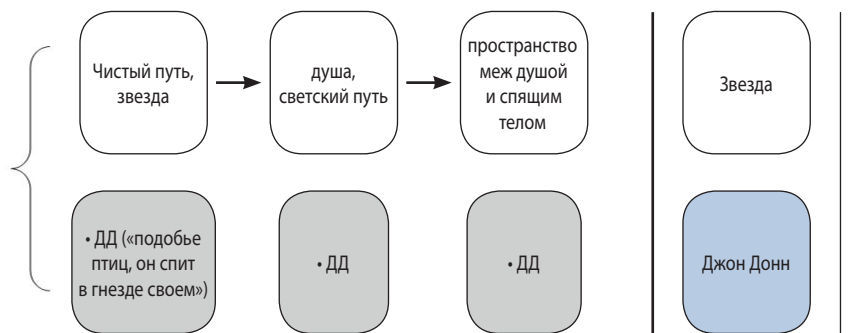 Чистый путь,
звезда
душа,
светский путь
пространство
меж душой
и спящим
телом
Звезда
• ДД («подобье
птиц, он спит
в гнезде своем»)
• ДД
• ДД
Джон Донн